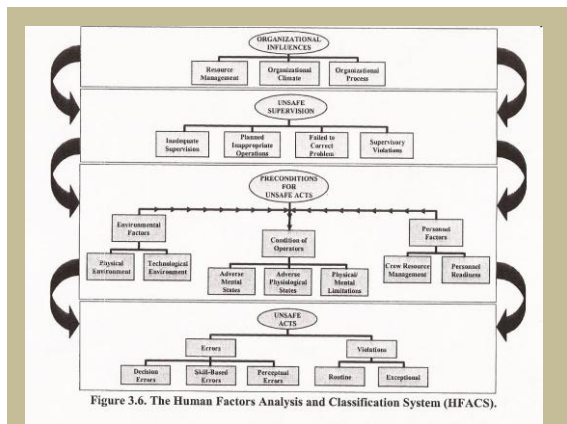 ORGANIZATIONAL
INFLUENCES
Resource
Management
Organizational
Climate
Organizational
Process
UNSAFE
SUPERVISION
Inadequate
Supervision
Planned
Inappropriate
Operations
Failed to
Correct
Problem
Supervisory
Violations
PRECONDITIONS
FOR
UNSAFE ACTS
Environmental
Factors
Personnel
Factors
Condition of
Operators
Physical
Environment
Technological
Environment
Crew Resource
Management
Personnel
Readiness
Adverse
Mental
States
Adverse
Physiological
States
Physical/
Mental
Limitations
UNSAFE
ACTS
Errors
Violations
Decision
Errors
Skill-Based
Errors
Perceptual
Errors
Routine
Exceptional
Figure 3.6. The Human Factors Analysis and Classification System (HFACS).